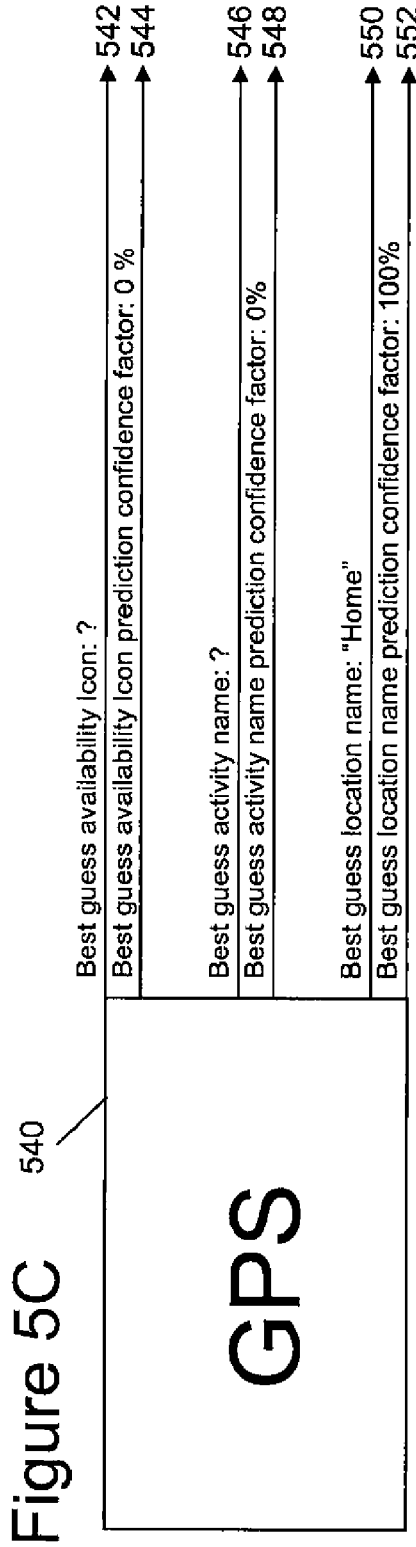 Figure 5C
540
GPS
Best guess availability Icon: ?
542
Best guess availability Icon prediction confidence factor: 0 %
544
Best guess activity name: ?
546
Best guess activity name prediction confidence factor: 0%
548
Best guess location name: "Home"
550
Best guess location name prediction confidence factor: 100%
552